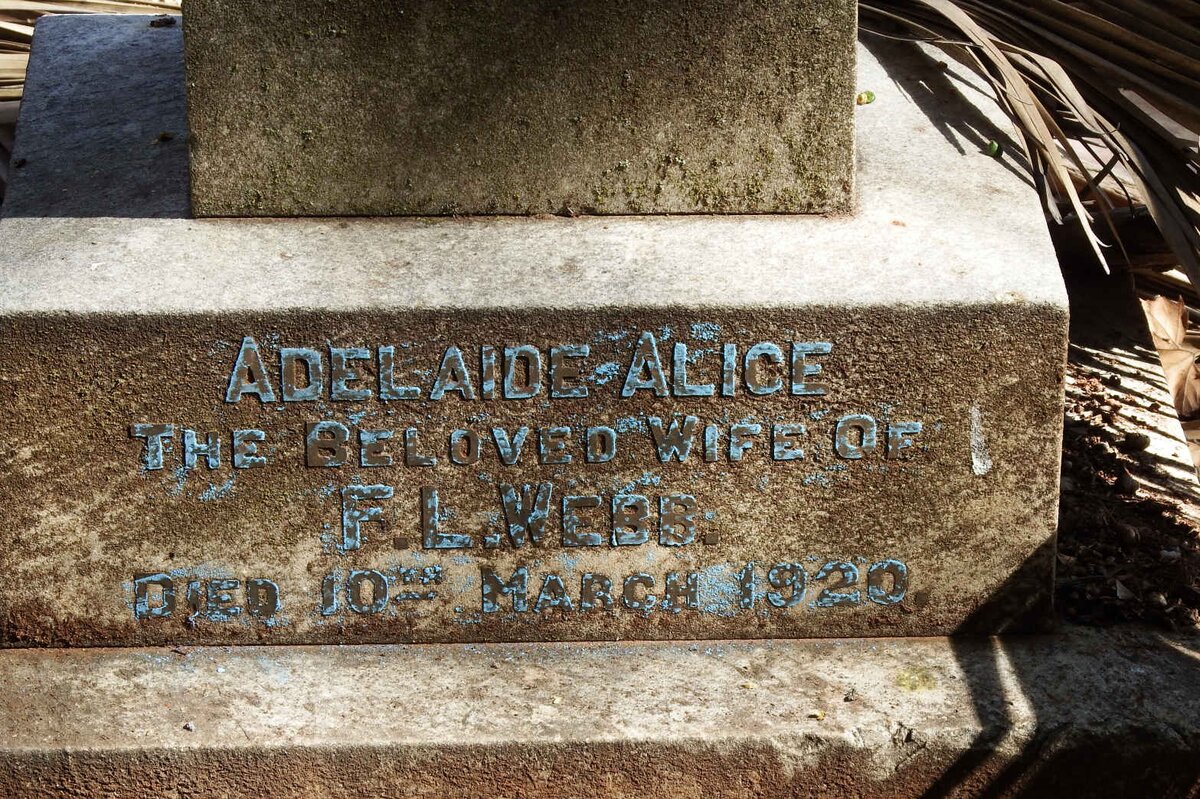 ADELAIDE ALICE
THE BELOVED WIFE OF
F. L. WEBB.
DIED 10TH MARCH 1920.